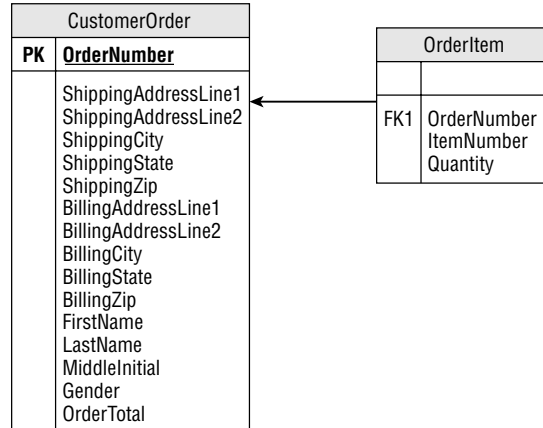 CustomerOrder
PK OrderNumber
ShippingAddressLine1
ShippingAddressLine2
ShippingCity
ShippingState
ShippingZip
BillingAddressLine1
BillingAddressLine2
BillingCity
BillingState
BillingZip
FirstName
LastName
MiddleInitial
Gender
OrderTotal
OrderItem
FK1 OrderNumber
ItemNumber
Quantity